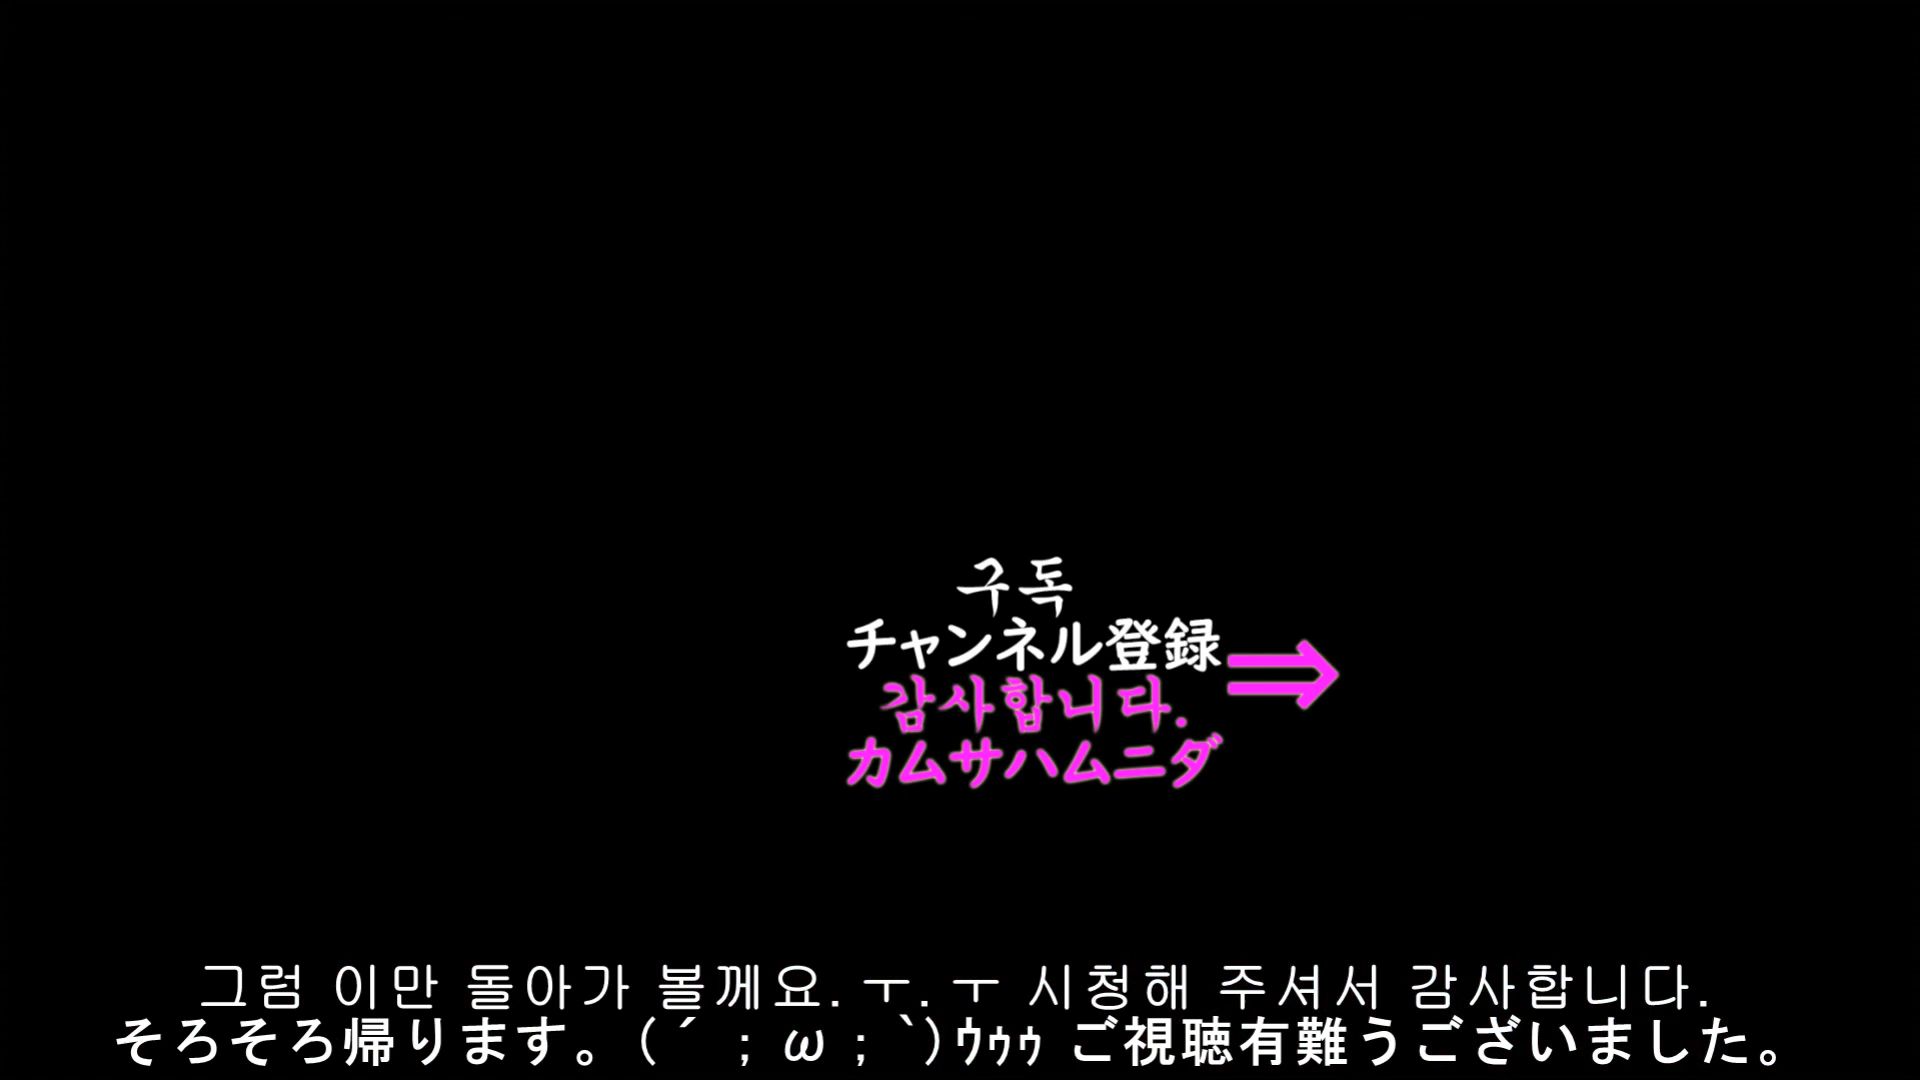 구독
チャンネル登録⇒
감사합니다.
カムサハムニダ
그럼 이만 돌아가 볼께요.ㅜ.ㅜ 시청해 주셔서 감사합니다.
そろそろ帰ります。(´；ω；`)ｳｩｩ ご視聴有難うございました。